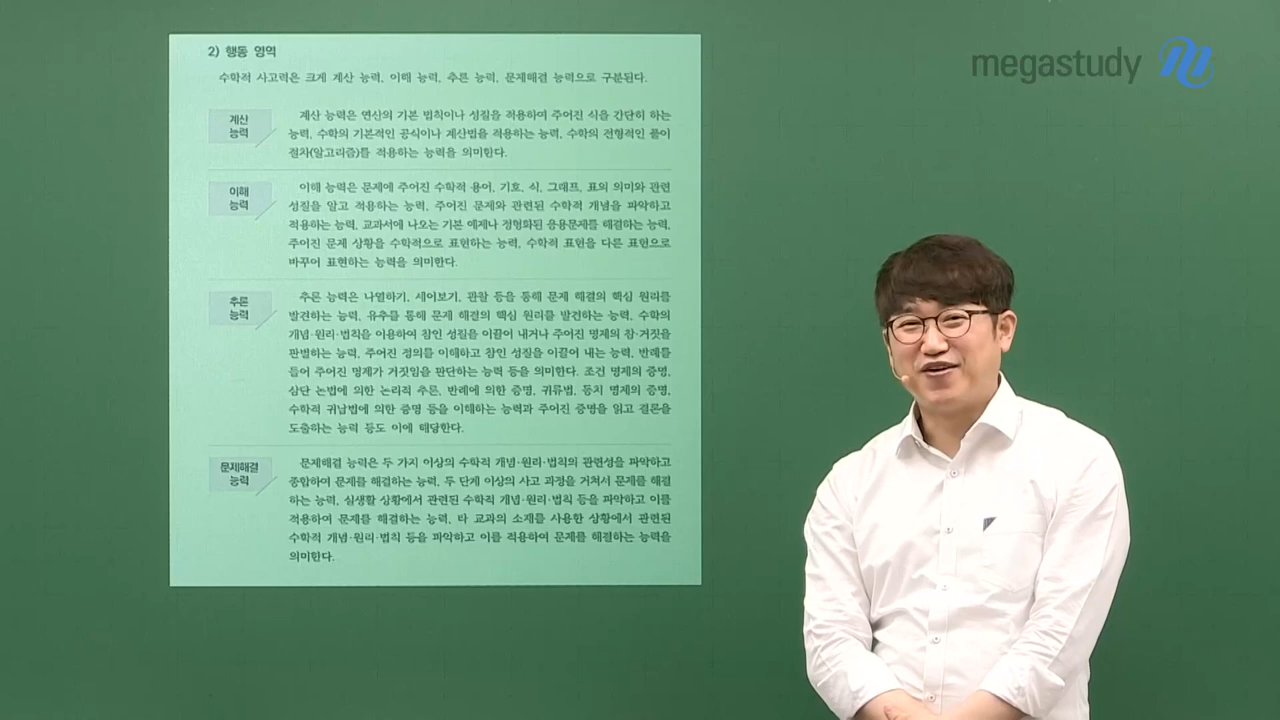 2) 행동 영역
megastudy
수학적 사고력은 크게 계산 능력, 이해 능력, 추론 능력, 문제해결 능력으로 구분된다.
계산
능력
계산 능력은 연산의 기본 법칙이나 성질을 적용하여 주어진 식을 간단히 하는
능력, 수학의 기본적인 공식이나 계산법을 적용하는 능력, 수학의 전형적인 풀이
절차(알고리즘)를 적용하는 능력을 의미한다.
이해
능력
이해 능력은 문제에 주어진 수학적 용어, 기호, 식, 그래프, 표의 의미와 관련
성질을 알고 적용하는 능력, 주어진 문제와 관련된 수학적 개념을 파악하고
적용하는 능력, 교과서에 나오는 기본 예제나 정형화된 응용문제를 해결하는 능력,
주어진 문제 상황을 수학적으로 표현하는 능력, 수학적 표현을 다른 표현으로
바꾸어 표현하는 능력을 의미한다.
추론
능력
추론 능력은 나열하기, 세어보기, 관찰 등을 통해 문제 해결의 핵심 원리를
발견하는 능력, 유추를 통해 문제 해결의 핵심 원리를 발견하는 능력, 수학의
개념·원리·법칙을 이용하여 참인 성질을 이끌어 내거나 주어진 명제의 참·거짓을
판별하는 능력, 주어진 정의를 이해하고 참인 성질을 이끌어 내는 능력, 반례를
들어 주어진 명제가 거짓임을 판단하는 능력 등을 의미한다. 조건 명제의 증명,
삼단 논법에 의한 논리적 추론, 반례에 의한 증명, 귀류법, 동치 명제의 증명,
수학적 귀납법에 의한 증명 등을 이해하는 능력과 주어진 증명을 읽고 결론을
도출하는 능력 등도 이에 해당한다.
문제해결
능력
문제해결 능력은 두 가지 이상의 수학적 개념·원리·법칙의 관련성을 파악하고
종합하여 문제를 해결하는 능력, 두 단계 이상의 사고 과정을 거쳐서 문제를 해결
하는 능력, 실생활 상황에서 관련된 수학적 개념·원리·법칙 등을 파악하고 이를
적용하여 문제를 해결하는 능력, 타 교과의 소재를 사용한 상황에서 관련된
수학적 개념·원리·법칙 등을 파악하고 이를 적용하여 문제를 해결하는 능력을
의미한다.